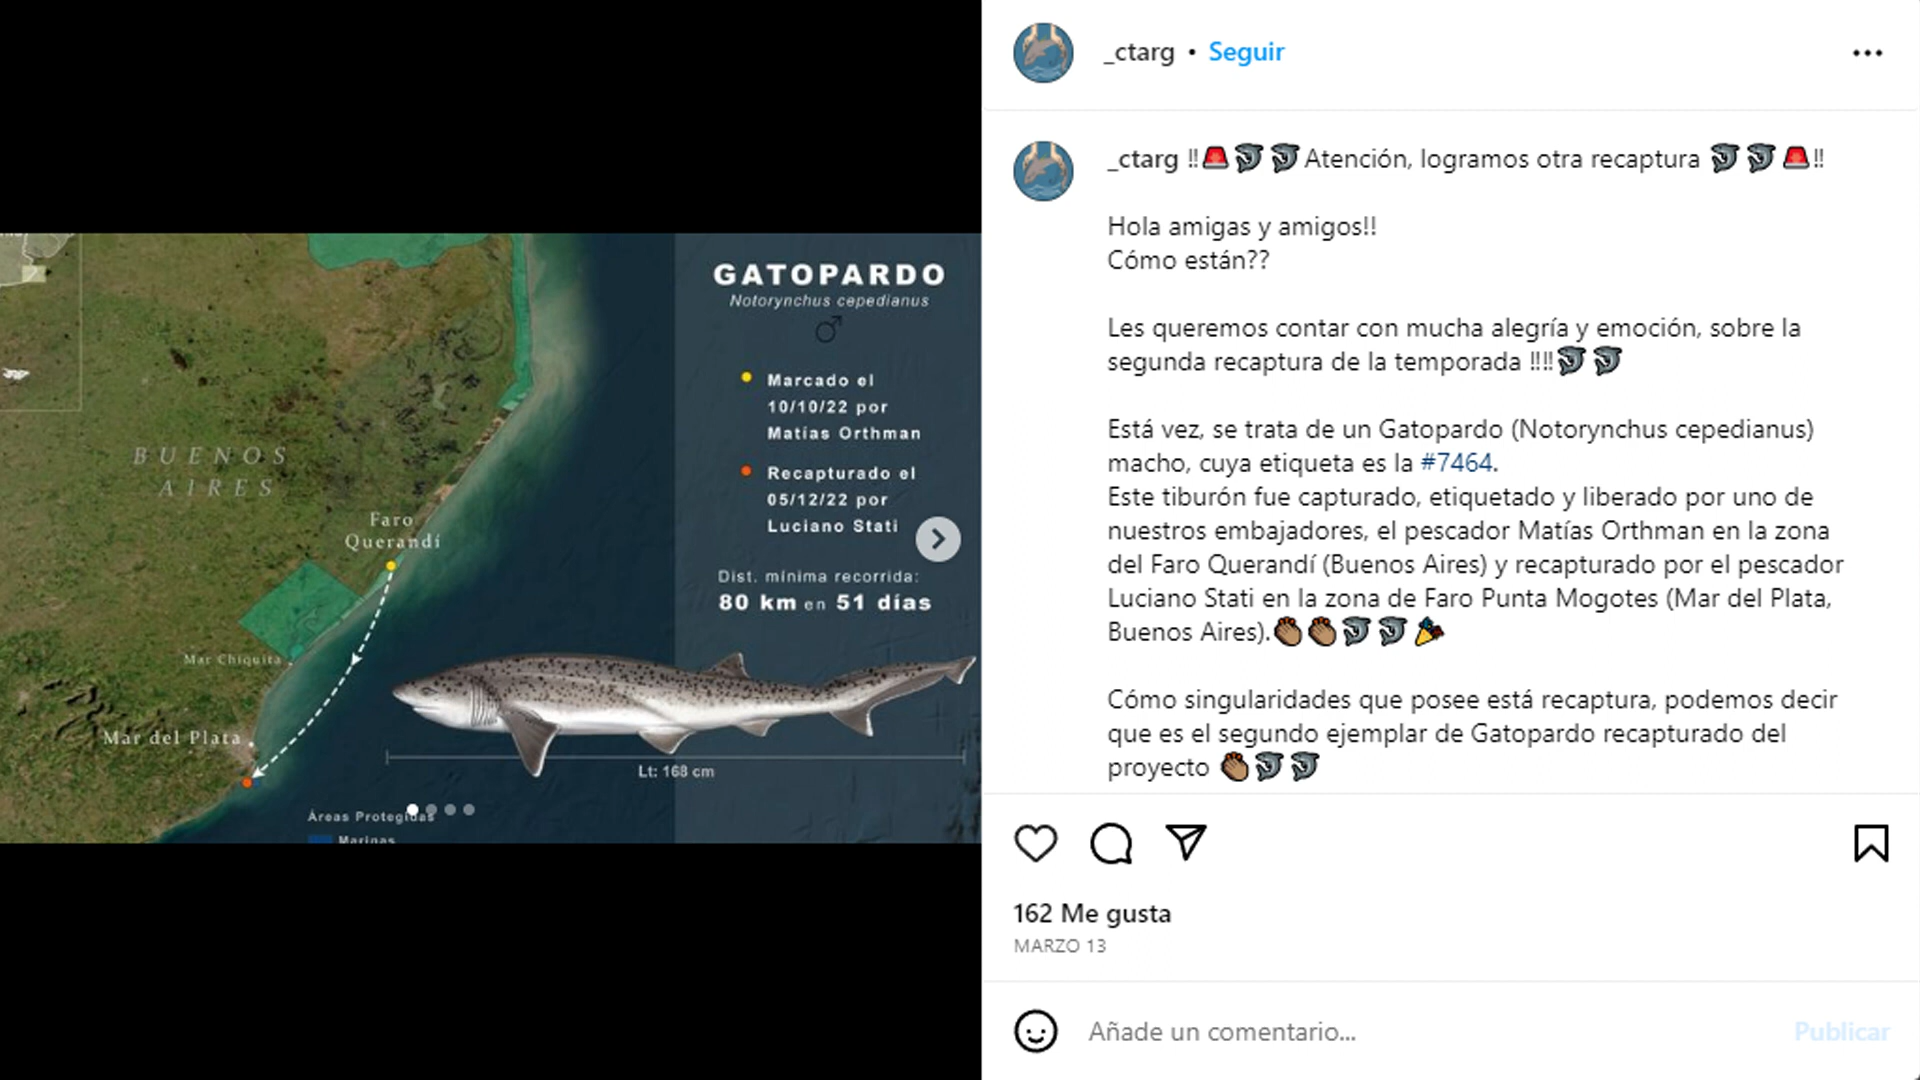 GATOPARDO
Notorynchus cepedianus
Marcado el
10/10/22 por
Matías Orthman
Recapturado el
05/12/22 por
Luciano Stati
Dist. mínima recorrida:
80 km en 51 días
Lt: 168 cm
BUENOS
AIRES
Faro
Querandí
Mar Chiquita
Mar del Plata
Áreas Protegidas
Marinas
_ctarg • Seguir
_ctarg ‼🚨🦈🦈Atención, logramos otra recaptura 🦈🦈🚨‼
Hola amigas y amigos!!
Cómo están??
Les queremos contar con mucha alegría y emoción, sobre la
segunda recaptura de la temporada !!!!🦈🦈
Está vez, se trata de un Gatopardo (Notorynchus cepedianus)
macho, cuya etiqueta es la #7464.
Este tiburón fue capturado, etiquetado y liberado por uno de
nuestros embajadores, el pescador Matías Orthman en la zona
del Faro Querandí (Buenos Aires) y recapturado por el pescador
Luciano Stati en la zona de Faro Punta Mogotes (Mar del Plata,
Buenos Aires).👏🏽👏🏽🦈🦈🎉
Cómo singularidades que posee está recaptura, podemos decir
que es el segundo ejemplar de Gatopardo recapturado del
proyecto 👏🏽🦈🦈
162 Me gusta
MARZO 13
Añade un comentario...
Publicar